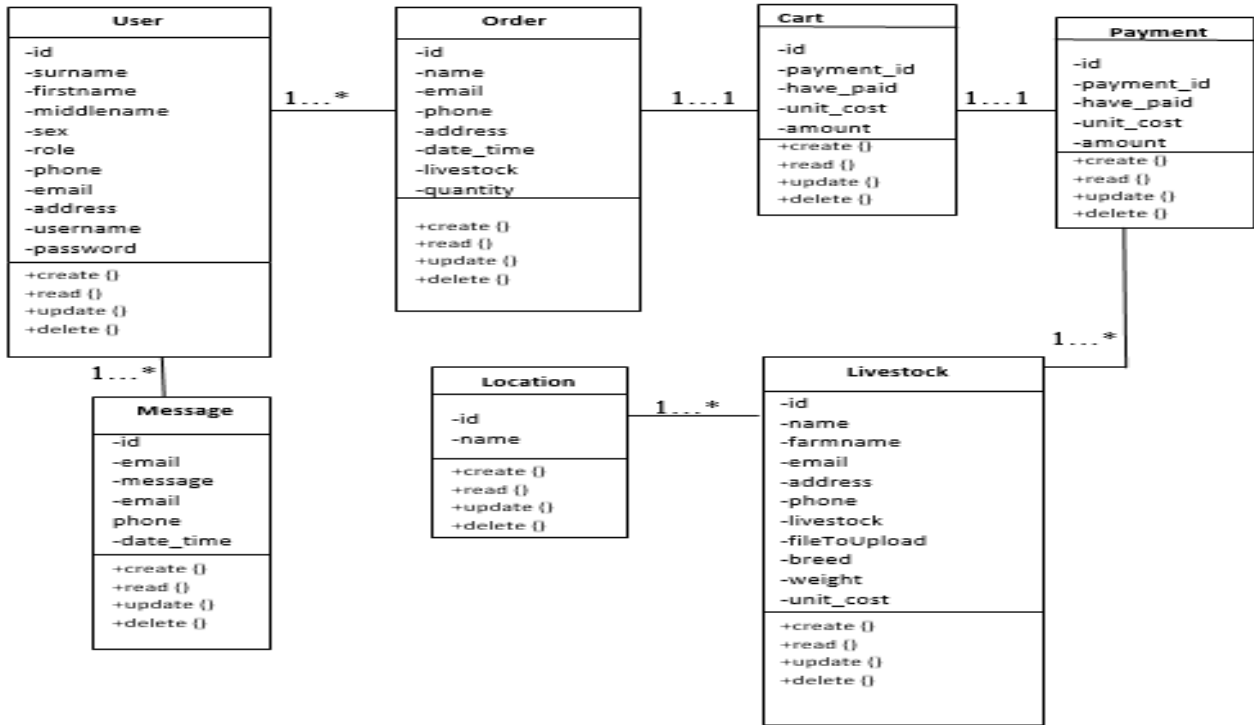 User
-id
-surname
-firstname
-middlename
-sex
-role
-phone
-email
-address
-username
-password
+create {}
+read {}
+update {}
+delete {}
1...*
Order
-id
-name
-email
-phone
-address
-date_time
-livestock
-quantity
+create {}
+read {}
+update {}
+delete {}
1...1
Cart
-id
-payment_id
-have_paid
-unit_cost
-amount
+create {}
+read {}
+update {}
+delete {}
1...1
Payment
-id
-payment_id
-have_paid
-unit_cost
-amount
+create {}
+read {}
+update {}
+delete {}
1...*
Message
-id
-email
-message
-email
phone
-date_time
+create {}
+read {}
+update {}
+delete {}
Location
-id
-name
+create {}
+read {}
+update {}
+delete {}
1...*
1...*
Livestock
-id
-name
-farmname
-email
-address
-phone
-livestock
-fileToUpload
-breed
-weight
-unit_cost
+create {}
+read {}
+update {}
+delete {}